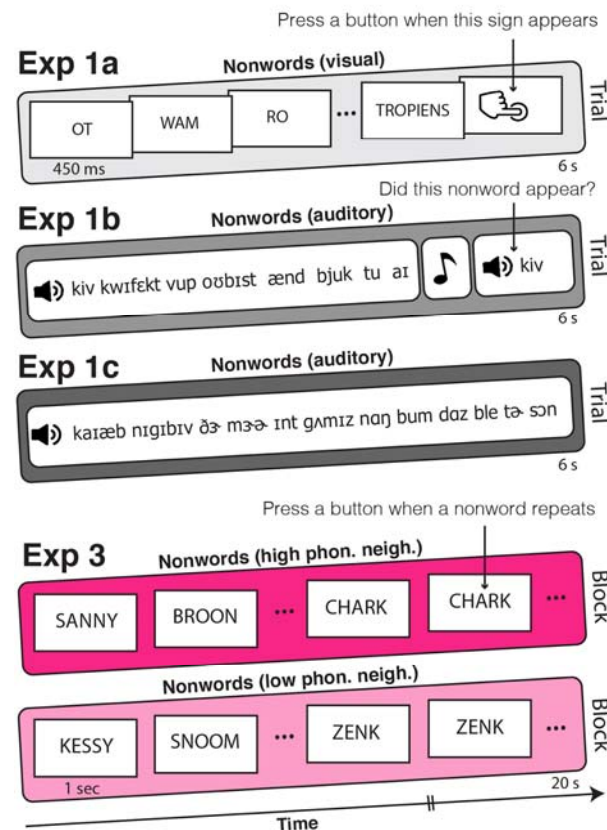 Press a button when this sign appears
Exp 1a
Nonwords (visual)
OT
WAM
RO
...
TROPIENS
Trial
450 ms
6 s
Did this nonword appear?
Exp 1b
Nonwords (auditory)
kiv kwɪfɛkt vup oʊbɪst ænd bjuk tu aɪ
kiv
Trial
6 s
Exp 1c
Nonwords (auditory)
kaɪæb nɪgɪbɪv ðɝ mɝɚ ɪnt gʌmɪz nɑŋ bum dɑz ble tɚ sɔn
Trial
6 s
Press a button when a nonword repeats
Exp 3
Nonwords (high phon. neigh.)
SANNY
BROON
...
CHARK
CHARK
...
Block
Nonwords (low phon. neigh.)
KESSY
SNOOM
...
ZENK
ZENK
...
Block
1 sec
20 s
Time